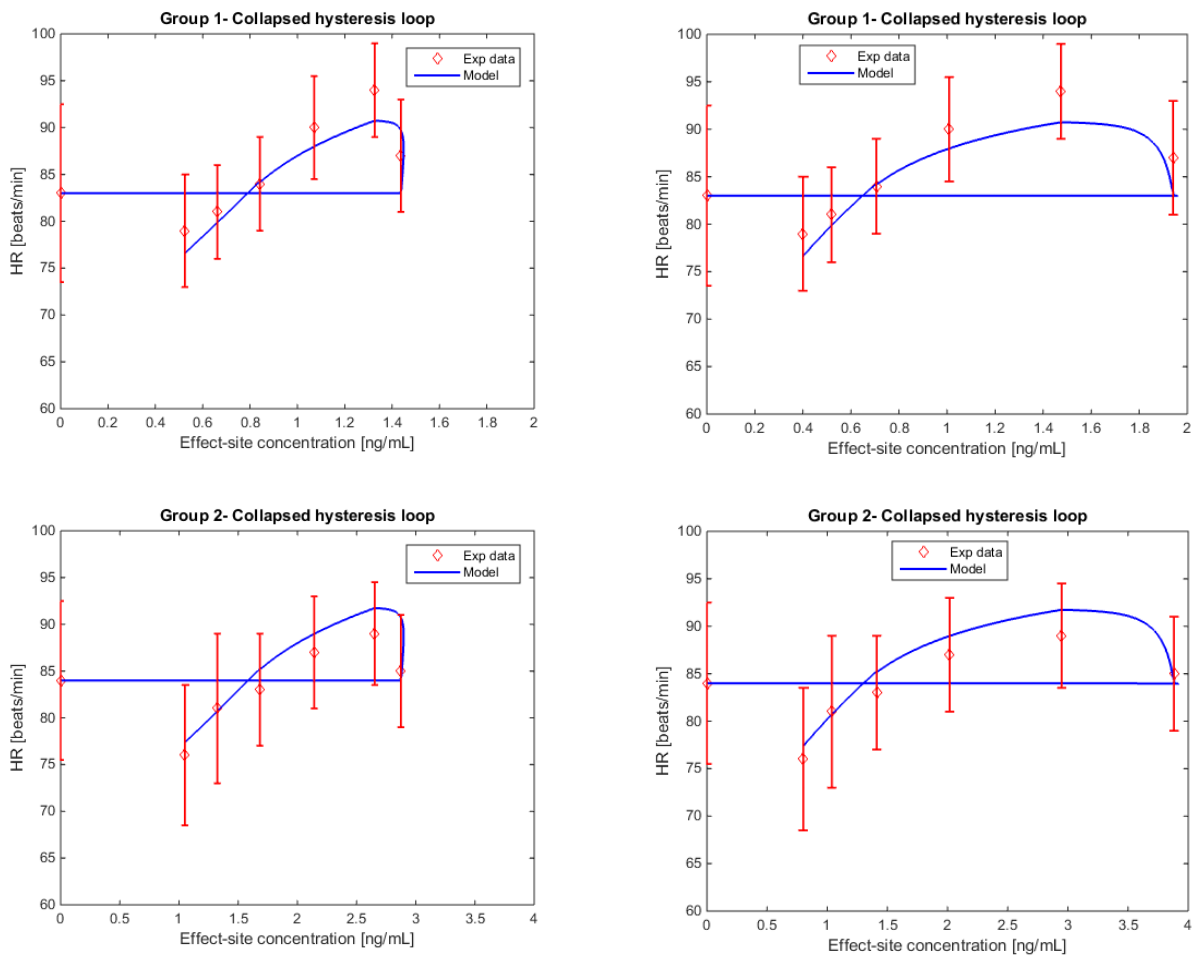 Group 1- Collapsed hysteresis loop
100
95
90
85
80
75
70
65
60
HR [beats/min]
Exp data
Model
0 0.2 0.4 0.6 0.8 1 1.2 1.4 1.6 1.8 2
Effect-site concentration [ng/mL]
Group 1- Collapsed hysteresis loop
100
95
90
85
80
75
70
65
60
HR [beats/min]
Exp data
Model
0 0.2 0.4 0.6 0.8 1 1.2 1.4 1.6 1.8 2
Effect-site concentration [ng/mL]
Group 2- Collapsed hysteresis loop
100
95
90
85
80
75
70
65
60
HR [beats/min]
Exp data
Model
0 0.5 1 1.5 2 2.5 3 3.5 4
Effect-site concentration [ng/mL]
Group 2- Collapsed hysteresis loop
100
95
90
85
80
75
70
65
60
HR [beats/min]
Exp data
Model
0 0.5 1 1.5 2 2.5 3 3.5 4
Effect-site concentration [ng/mL]